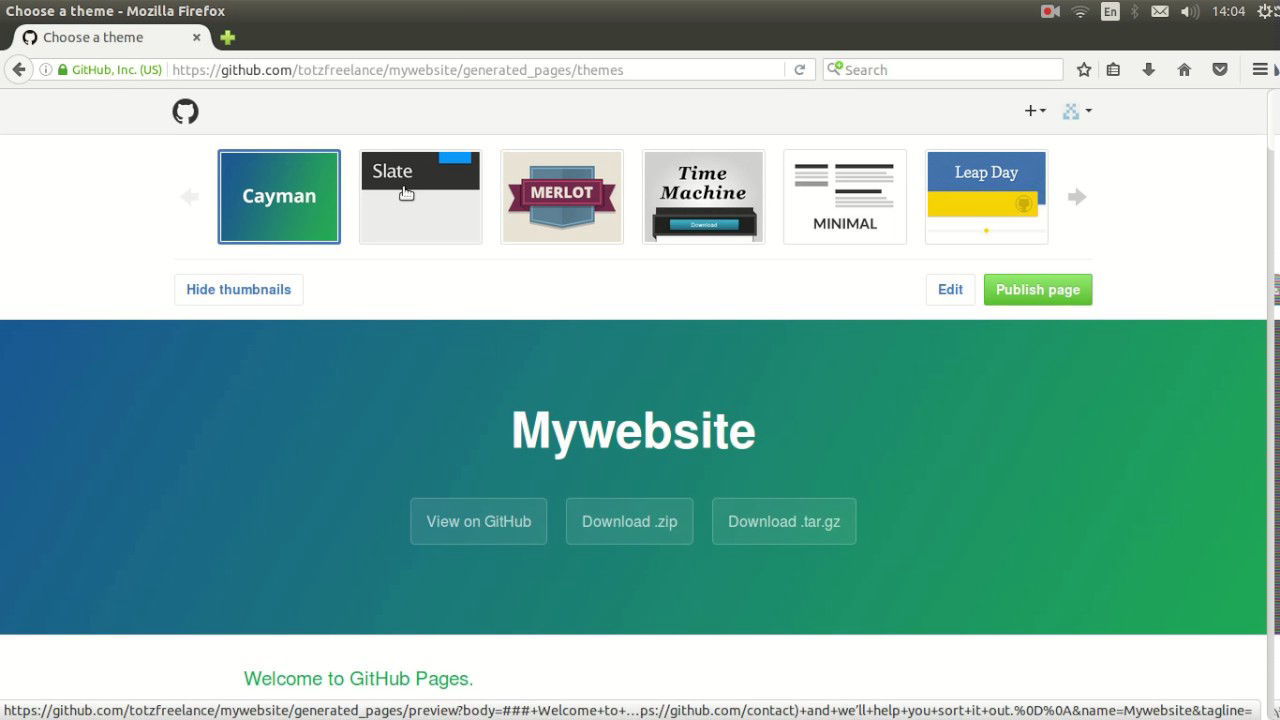 Choose a theme - Mozilla Firefox
En
14:04
Choose a theme
GitHub, Inc. (US)
https://github.com/totzfreelance/mywebsite/generated_pages/themes
Search
Cayman
Slate
MERLOT
Time
Machine
Download
MINIMAL
Leap Day
Hide thumbnails
Edit
Publish page
Mywebsite
View on GitHub
Download .zip
Download .tar.gz
Welcome to GitHub Pages.
https://github.com/totzfreelance/mywebsite/generated_pages/preview?body=###+Welcome+to+…ps://github.com/contact)+and+we'll+help+you+sort+it+out.%0D%0A&name=Mywebsite&tagline=